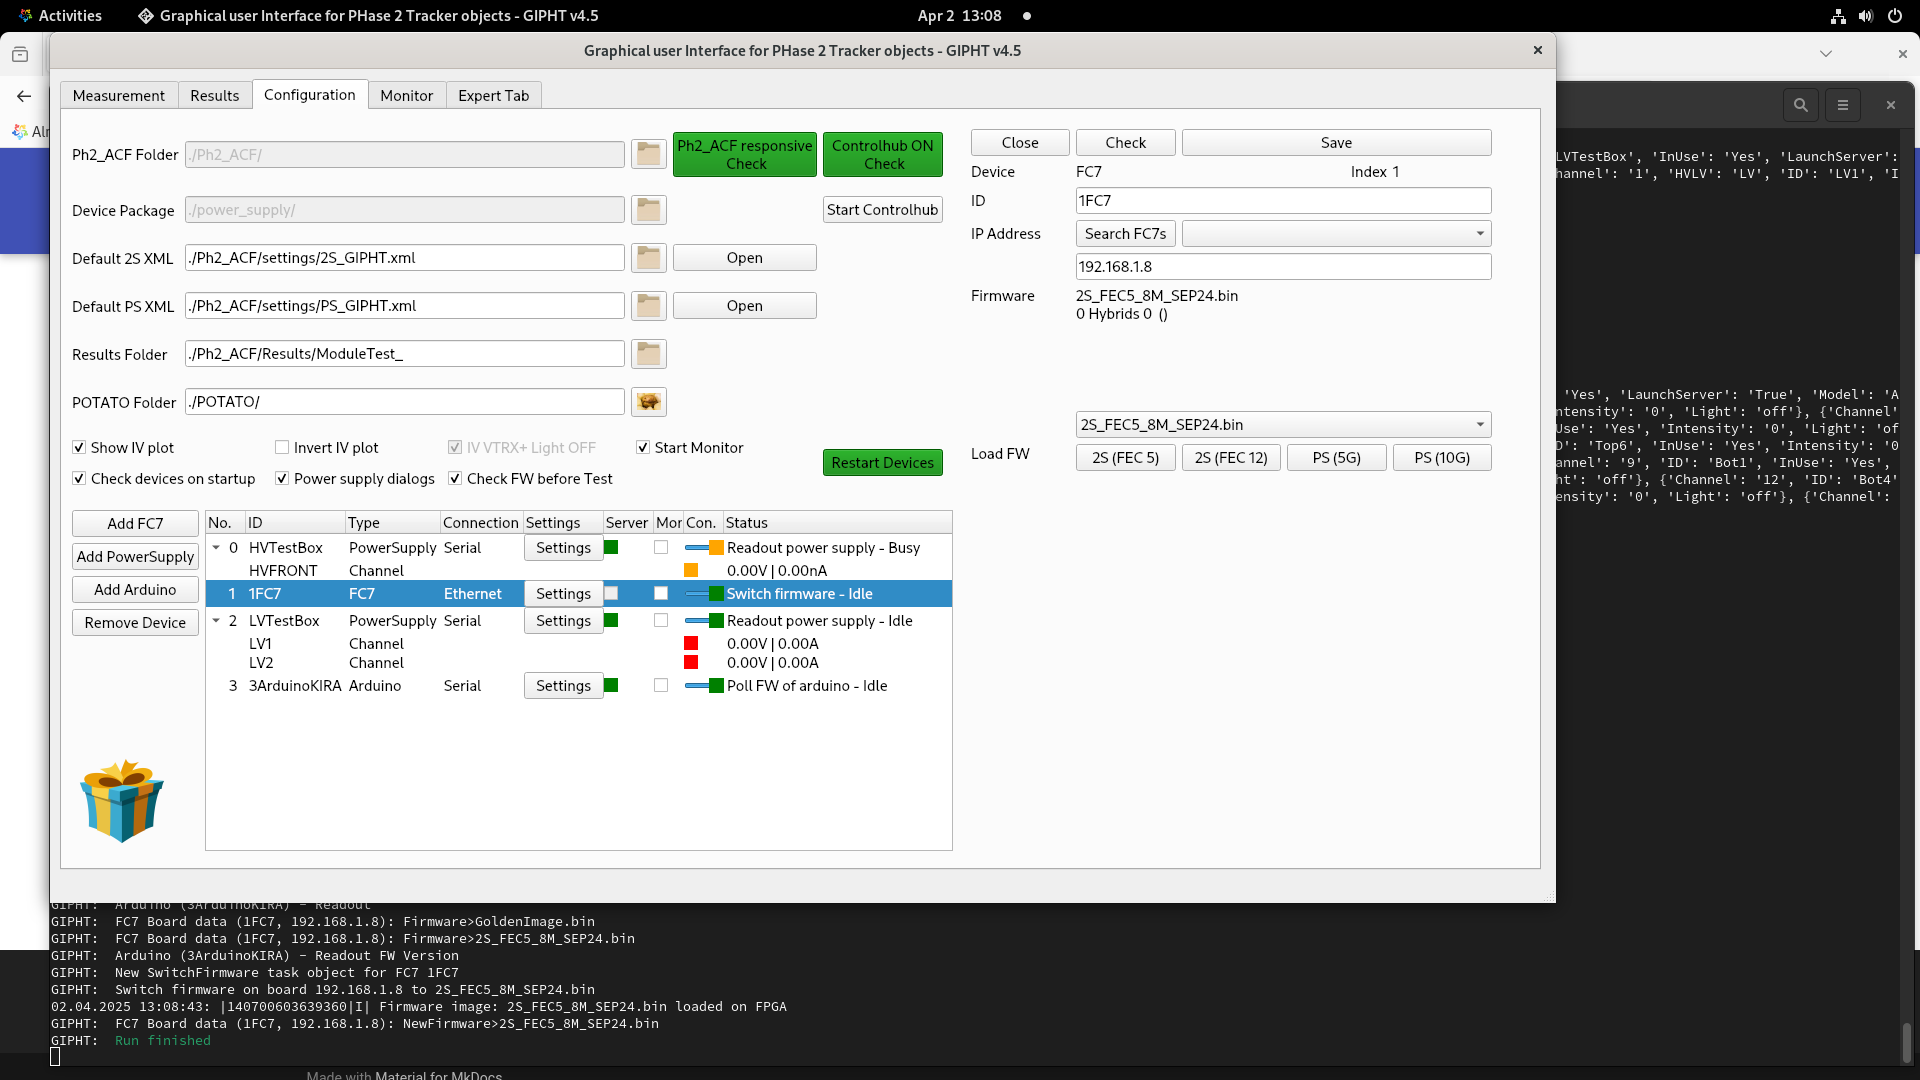 Activities
Graphical user Interface for PHase 2 Tracker objects - GIPHT v4.5
Apr 2 13:08
Graphical user Interface for PHase 2 Tracker objects - GIPHT v4.5
Measurement
Results
Configuration
Monitor
Expert Tab
Ph2_ACF Folder
./Ph2_ACF/
Ph2_ACF responsive
Check
Controlhub ON
Check
Device Package
./power_supply/
Start Controlhub
Default 2S XML
./Ph2_ACF/settings/2S_GIPHT.xml
Open
Default PS XML
./Ph2_ACF/settings/PS_GIPHT.xml
Open
Results Folder
./Ph2_ACF/Results/ModuleTest_
POTATO Folder
./POTATO/
Show IV plot
Invert IV plot
IV VTRX+ Light OFF
Start Monitor
Check devices on startup
Power supply dialogs
Check FW before Test
Restart Devices
Close
Check
Save
Device
FC7
Index 1
ID
1FC7
IP Address
Search FC7s
192.168.1.8
Firmware
2S_FEC5_8M_SEP24.bin
0 Hybrids 0 ()
2S_FEC5_8M_SEP24.bin
Load FW
2S (FEC 5)
2S (FEC 12)
PS (5G)
PS (10G)
Add FC7
Add PowerSupply
Add Arduino
Remove Device
No. ID Type Connection Settings Server Mor Con. Status
0 HVTestBox PowerSupply Serial Settings Readout power supply - Busy
HVFRONT Channel 0.00V | 0.00nA
1 1FC7 FC7 Ethernet Settings Switch firmware - Idle
2 LVTestBox PowerSupply Serial Settings Readout power supply - Idle
LV1 Channel 0.00V | 0.00A
LV2 Channel 0.00V | 0.00A
3 3ArduinoKIRA Arduino Serial Settings Poll FW of arduino - Idle
LVTestBox', 'InUse': 'Yes', 'LaunchServer':
hannel': '1', 'HVLV': 'LV', 'ID': 'LV1', 'I
'Yes', 'LaunchServer': 'True', 'Model': 'A
ntensity': '0', 'Light': 'off'}, {'Channel'
Use': 'Yes', 'Intensity': '0', 'Light': 'of
D': 'Top6', 'InUse': 'Yes', 'Intensity': '0
annel': '9', 'ID': 'Bot1', 'InUse': 'Yes',
ht': 'off'}, {'Channel': '12', 'ID': 'Bot4'
ensity': '0', 'Light': 'off'}, {'Channel':
GIPHT: Arduino (3ArduinoKIRA) - Readout
GIPHT: FC7 Board data (1FC7, 192.168.1.8): Firmware>GoldenImage.bin
GIPHT: FC7 Board data (1FC7, 192.168.1.8): Firmware>2S_FEC5_8M_SEP24.bin
GIPHT: Arduino (3ArduinoKIRA) - Readout FW Version
GIPHT: New SwitchFirmware task object for FC7 1FC7
GIPHT: Switch firmware on board 192.168.1.8 to 2S_FEC5_8M_SEP24.bin
02.04.2025 13:08:43: |140700603639360|I| Firmware image: 2S_FEC5_8M_SEP24.bin loaded on FPGA
GIPHT: FC7 Board data (1FC7, 192.168.1.8): NewFirmware>2S_FEC5_8M_SEP24.bin
GIPHT: Run finished
Made with Material for MkDocs